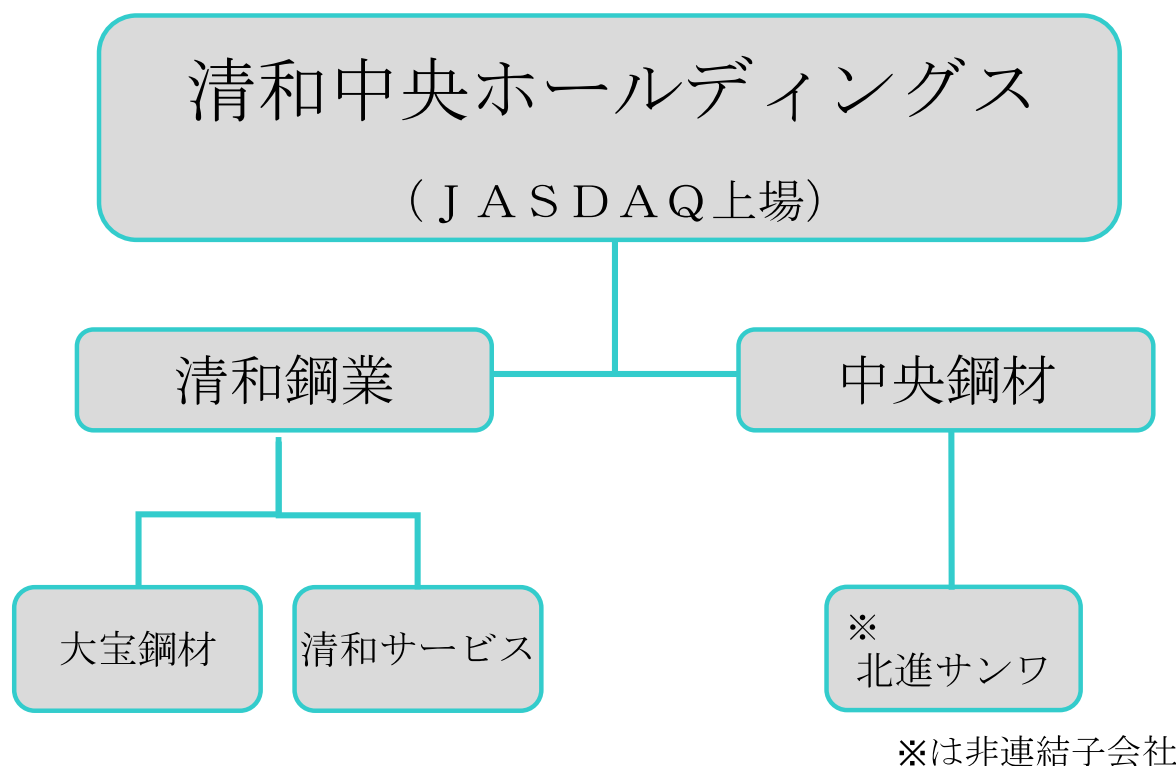 清和中央ホールディングス
（ＪＡＳＤＡＱ上場）
清和鋼業
中央鋼材
大宝鋼材
清和サービス
※
北進サンワ
※は非連結子会社